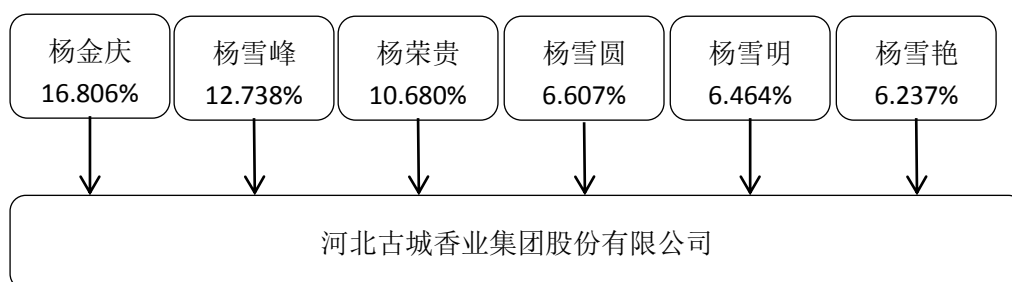 杨金庆
16.806%
杨雪峰
12.738%
杨荣贵
10.680%
杨雪圆
6.607%
杨雪明
6.464%
杨雪艳
6.237%
河北古城香业集团股份有限公司